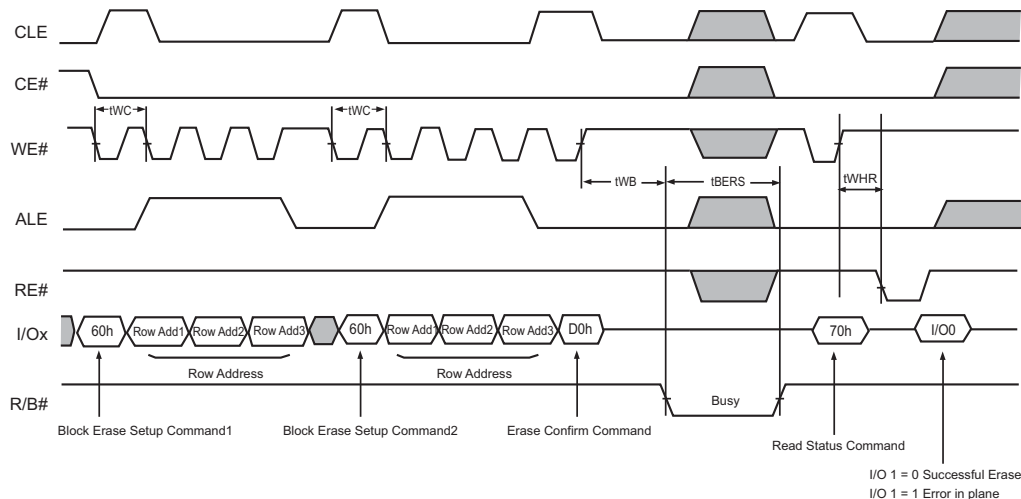 CLE
CE#
tWC
tWC
WE#
tWB
tBERS
tWHR
ALE
RE#
I/Ox
60h
Row Add1
Row Add2
Row Add3
60h
Row Add1
Row Add2
Row Add3
D0h
70h
I/O0
Row Address
Row Address
R/B#
Busy
Block Erase Setup Command1
Block Erase Setup Command2
Erase Confirm Command
Read Status Command
I/O 1 = 0 Successful Erase
I/O 1 = 1 Error in plane